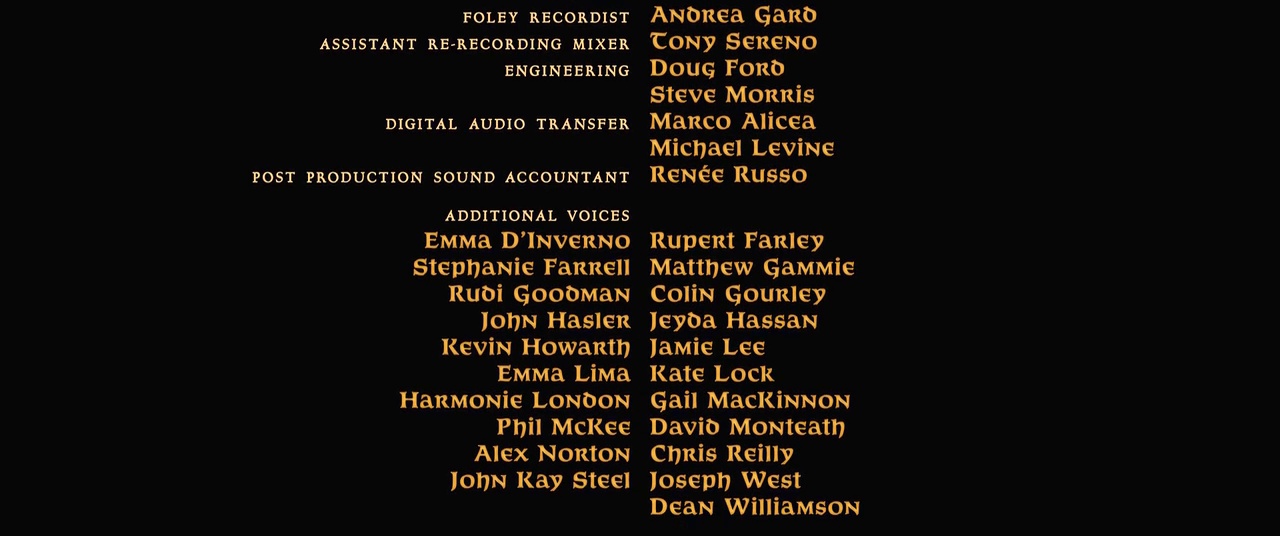 FOLEY RECORDIST Andrea Gard
ASSISTANT RE-RECORDING MIXER Tony Sereno
ENGINEERING Doug Ford
Steve Morris
DIGITAL AUDIO TRANSFER Marco Alicea
Michael Levine
POST PRODUCTION SOUND ACCOUNTANT Renée Russo
ADDITIONAL VOICES
Emma D'Inverno Rupert Farley
Stephanie Farrell Matthew Gammie
Rudi Goodman Colin Gourley
John Hasler Jeyda Hassan
Kevin Howarth Jamie Lee
Emma Lima Kate Lock
Harmonie London Gail MacKinnon
Phil McKee David Monteath
Alex Norton Chris Reilly
John Kay Steel Joseph West
Dean Williamson